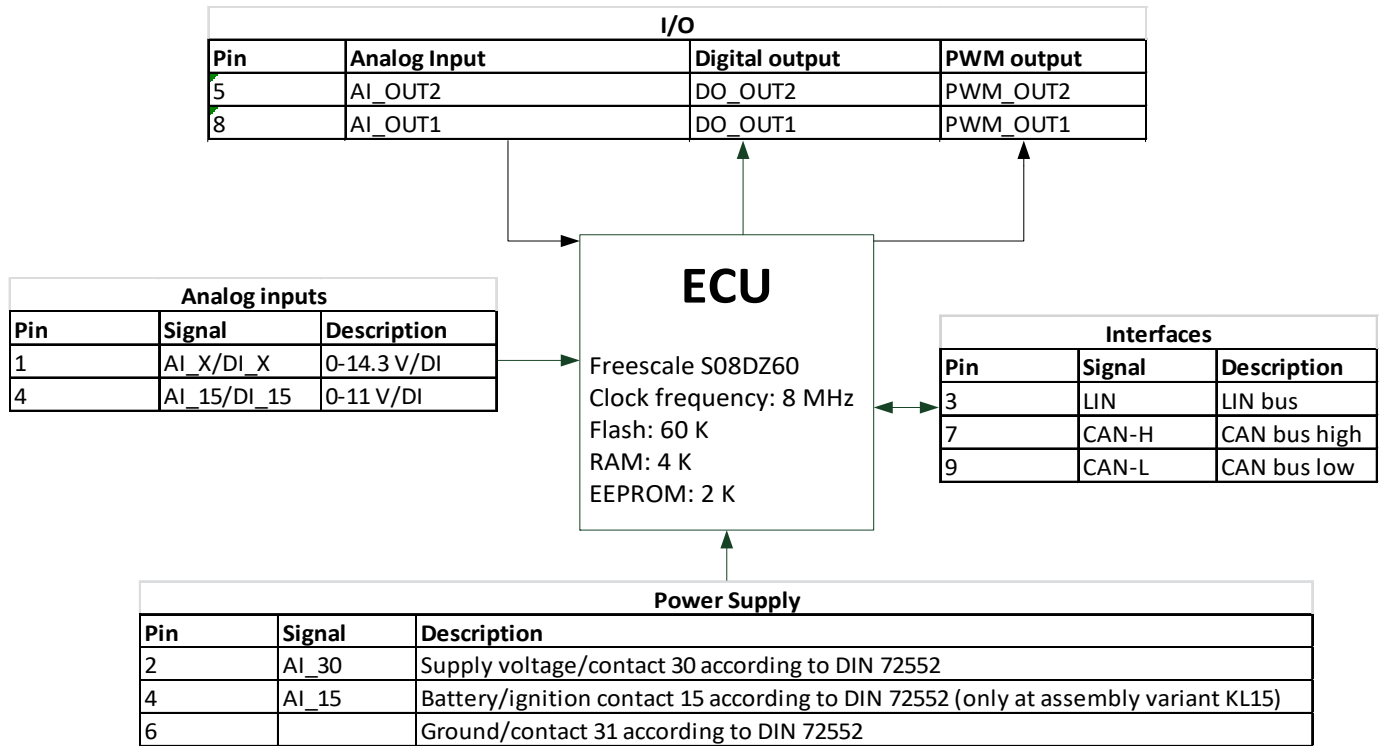 I/O
Pin Analog Input Digital output PWM output
5 AI_OUT2 DO_OUT2 PWM_OUT2
8 AI_OUT1 DO_OUT1 PWM_OUT1
Analog inputs
Pin Signal Description
1 AI_X/DI_X 0-14.3 V/DI
4 AI_15/DI_15 0-11 V/DI
ECU
Freescale S08DZ60
Clock frequency: 8 MHz
Flash: 60 K
RAM: 4 K
EEPROM: 2 K
Interfaces
Pin Signal Description
3 LIN LIN bus
7 CAN-H CAN bus high
9 CAN-L CAN bus low
Power Supply
Pin Signal Description
2 AI_30 Supply voltage/contact 30 according to DIN 72552
4 AI_15 Battery/ignition contact 15 according to DIN 72552 (only at assembly variant KL15)
6 Ground/contact 31 according to DIN 72552